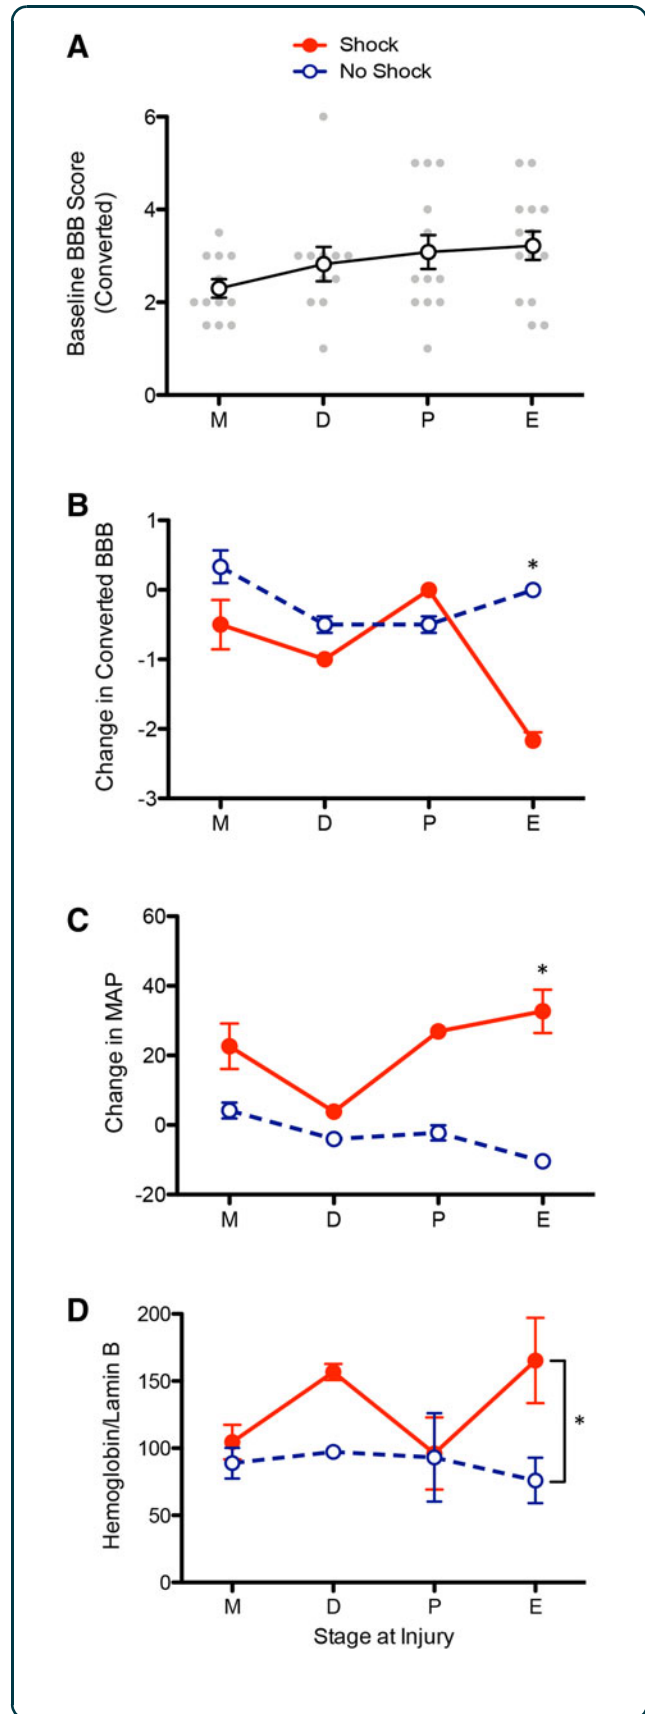 A
Shock
No Shock
Baseline BBB Score
(Converted)
6
4
2
0
M D P E
B
Change in Converted BBB
1
0
-1
-2
-3
*
M D P E
C
Change in MAP
60
40
20
0
-20
*
M D P E
D
Hemoglobin/Lamin B
200
150
100
50
0
*
M D P E
Stage at Injury